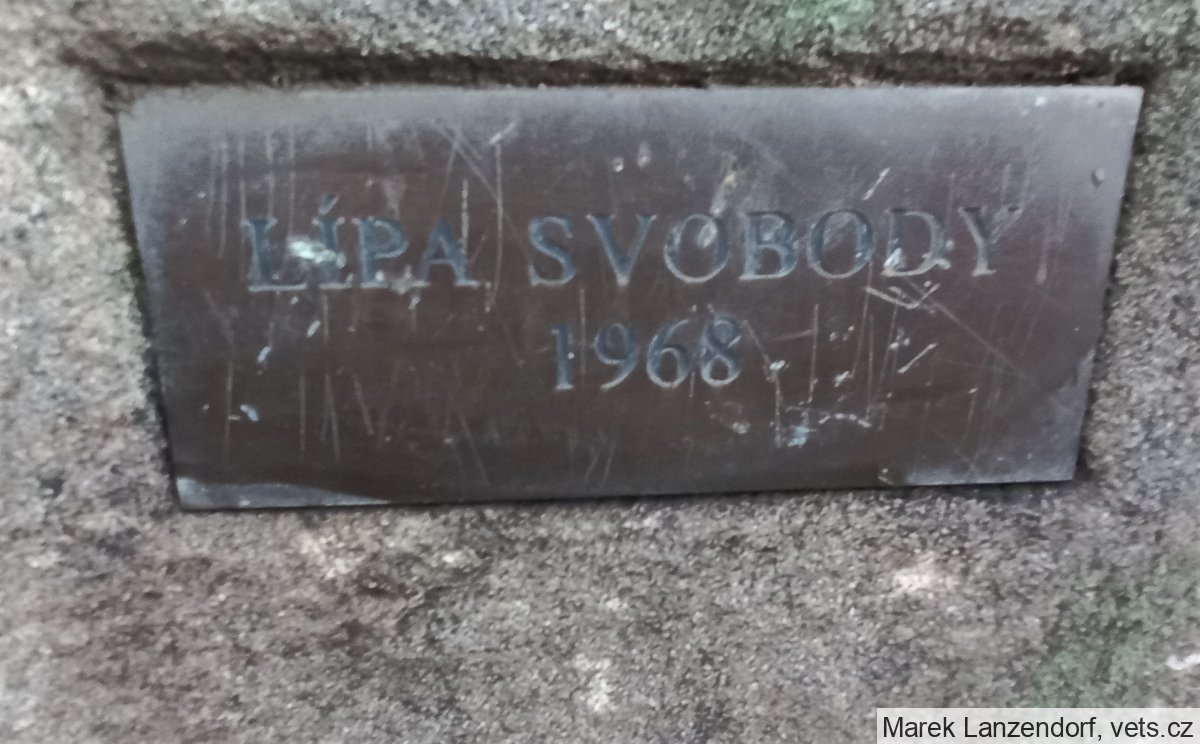 LÍPA SVOBODY
1968
Marek Lanzendorf, vets.cz